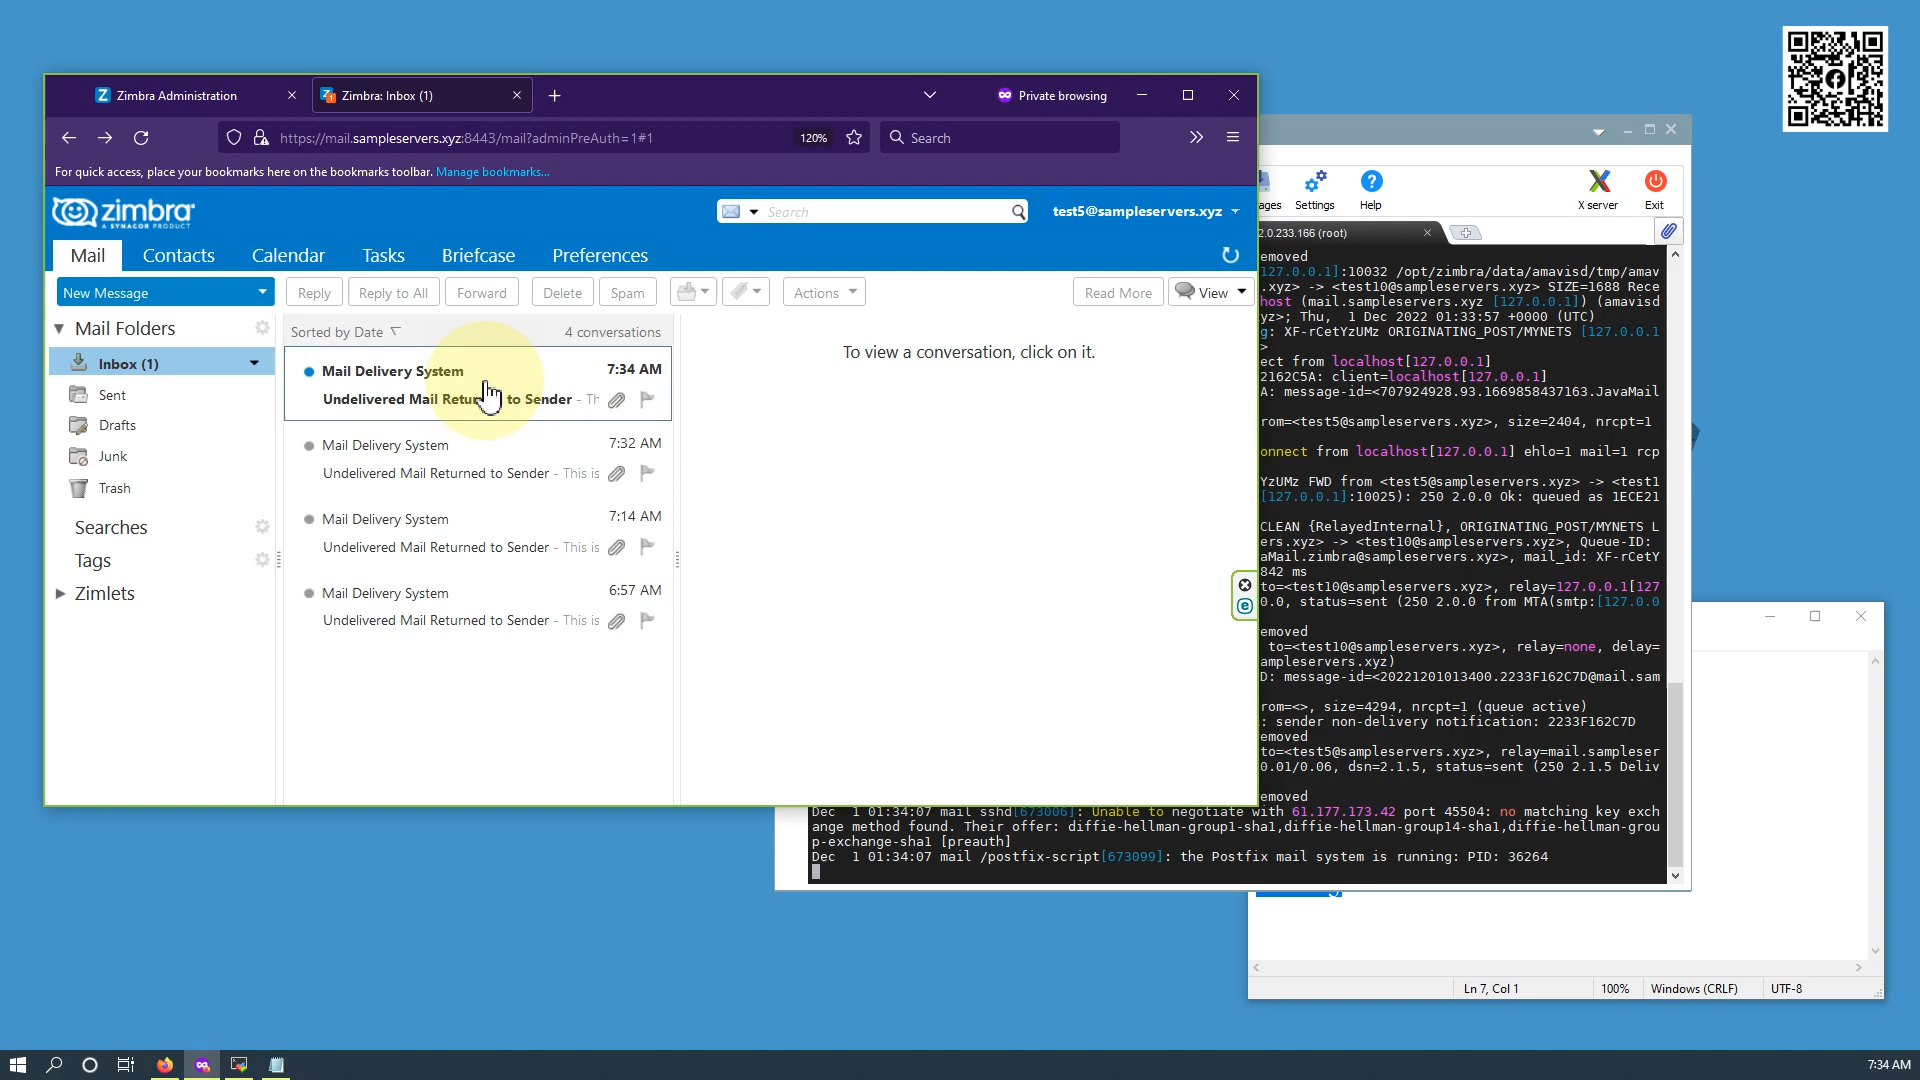 Zimbra Administration
Zimbra: Inbox (1)
Private browsing
https://mail.sampleservers.xyz:8443/mail?adminPreAuth=1#1
120%
Search
For quick access, place your bookmarks here on the bookmarks toolbar. Manage bookmarks...
zimbra
A SYNACOR PRODUCT
Search
test5@sampleservers.xyz
Mail
Contacts
Calendar
Tasks
Briefcase
Preferences
New Message
Reply
Reply to All
Forward
Delete
Spam
Actions
Read More
View
Mail Folders
Inbox (1)
Sent
Drafts
Junk
Trash
Searches
Tags
Zimlets
Sorted by Date
4 conversations
Mail Delivery System
7:34 AM
Undelivered Mail Retur to Sender - Th
Mail Delivery System
7:32 AM
Undelivered Mail Returned to Sender - This is
Mail Delivery System
7:14 AM
Undelivered Mail Returned to Sender - This is
Mail Delivery System
6:57 AM
Undelivered Mail Returned to Sender - This is
To view a conversation, click on it.
ages
Settings
Help
X server
Exit
2.0.233.166 (root)
emoved
127.0.0.1]:10032 /opt/zimbra/data/amavisd/tmp/amav
.xyz> -> <test10@sampleservers.xyz> SIZE=1688 Rece
host (mail.sampleservers.xyz [127.0.0.1]) (amavisd
yz>; Thu,  1 Dec 2022 01:33:57 +0000 (UTC)
g: XF-rCetYzUMz ORIGINATING_POST/MYNETS [127.0.0.1
>
ect from localhost[127.0.0.1]
2162C5A: client=localhost[127.0.0.1]
A: message-id=<707924928.93.1669858437163.JavaMail
rom=<test5@sampleservers.xyz>, size=2404, nrcpt=1
onnect from localhost[127.0.0.1] ehlo=1 mail=1 rcp
YzUMz FWD from <test5@sampleservers.xyz> -> <test1
[127.0.0.1]:10025): 250 2.0.0 Ok: queued as 1ECE21
CLEAN {RelayedInternal}, ORIGINATING_POST/MYNETS L
ers.xyz> -> <test10@sampleservers.xyz>, Queue-ID:
aMail.zimbra@sampleservers.xyz>, mail_id: XF-rCetY
842 ms
to=<test10@sampleservers.xyz>, relay=127.0.0.1[127
0.0, status=sent (250 2.0.0 from MTA(smtp:[127.0.0
emoved
to=<test10@sampleservers.xyz>, relay=none, delay=
ampleservers.xyz)
D: message-id=<20221201013400.2233F162C7D@mail.sam
rom=<>, size=4294, nrcpt=1 (queue active)
: sender non-delivery notification: 2233F162C7D
emoved
to=<test5@sampleservers.xyz>, relay=mail.sampleser
0.01/0.06, dsn=2.1.5, status=sent (250 2.1.5 Deliv
emoved
Dec  1 01:34:07 mail sshd[673006]: Unable to negotiate with 61.177.173.42 port 45504: no matching key exch
ange method found. Their offer: diffie-hellman-group1-sha1,diffie-hellman-group14-sha1,diffie-hellman-grou
p-exchange-sha1 [preauth]
Dec  1 01:34:07 mail /postfix-script[673099]: the Postfix mail system is running: PID: 36264
Ln 7, Col 1
100%
Windows (CRLF)
UTF-8
7:34 AM